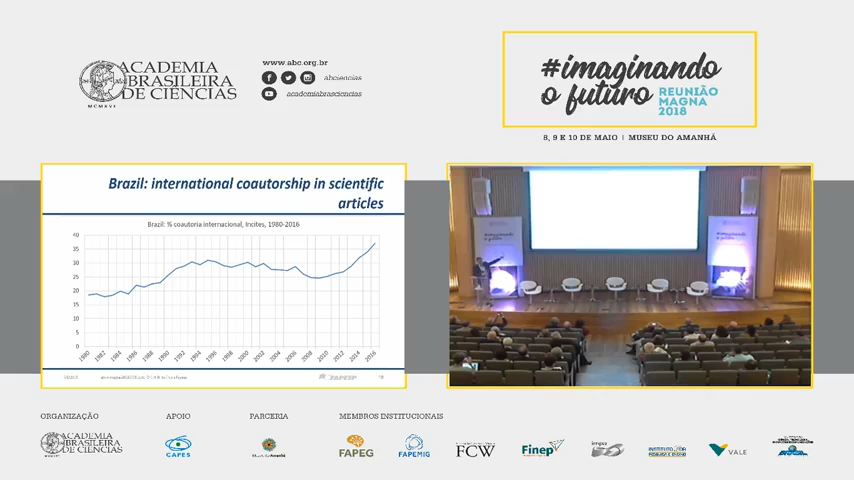 ACADEMIA
BRASILEIRA
DE CIÊNCIAS
MCMXVI
www.abc.org.br
abciencias
academiabrasciencias
#imaginando
o futuro
REUNIÃO
MAGNA
2018
8, 9 E 10 DE MAIO | MUSEU DO AMANHÃ
Brazil: international coautorship in scientific
articles
Brazil: % coautoria internacional, Incites, 1980-2016
40
35
30
25
20
15
10
5
0
1980 1982 1984 1986 1988 1990 1992 1994 1996 1998 2000 2002 2004 2006 2008 2010 2012 2014 2016
ORGANIZAÇÃO
APOIO
PARCERIA
MEMBROS INSTITUCIONAIS
ACADEMIA
BRASILEIRA
DE CIÊNCIAS
CAPES
FAPEG
FAPEMIG
FCW
Finep
VALE